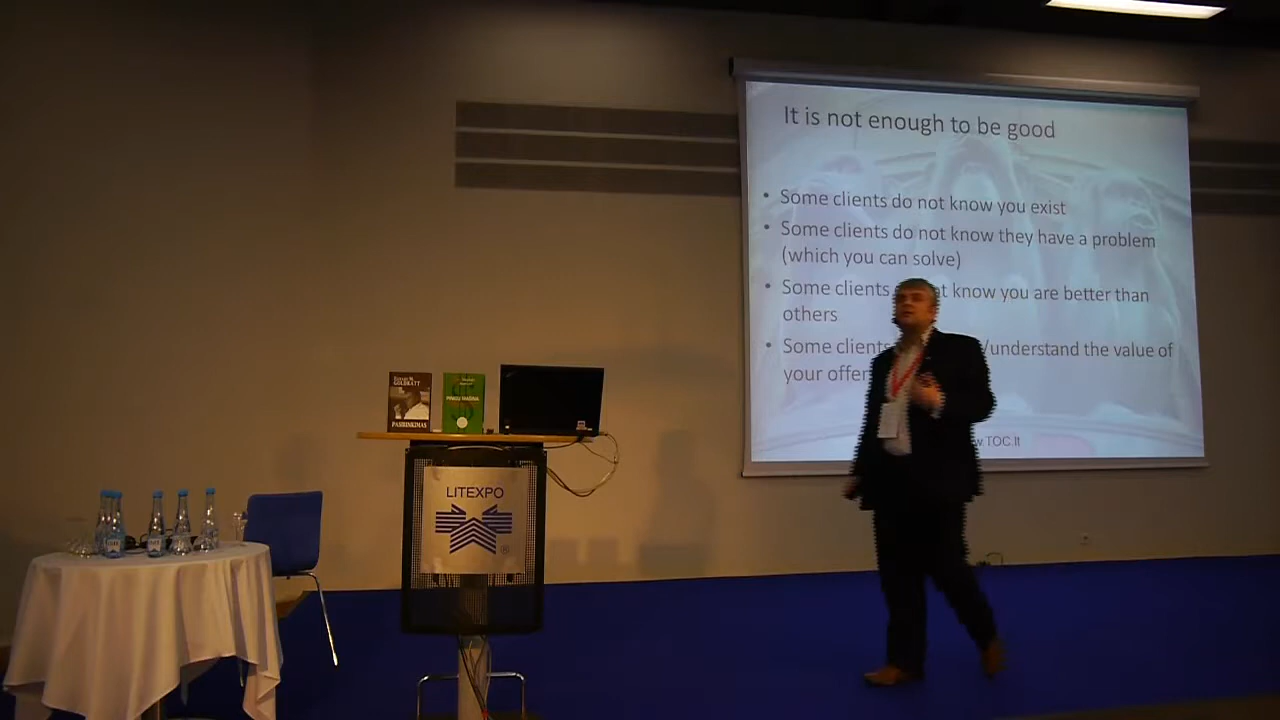 It is not enough to be good
• Some clients do not know you exist
• Some clients do not know they have a problem
(which you can solve)
• Some clients know you are better than
others
• Some clients /understand the value of
your offer
.TOC.lt
GOLDRATT
PASIRINKIMAS
PINIGŲ MAŠINA
LITEXPO
®